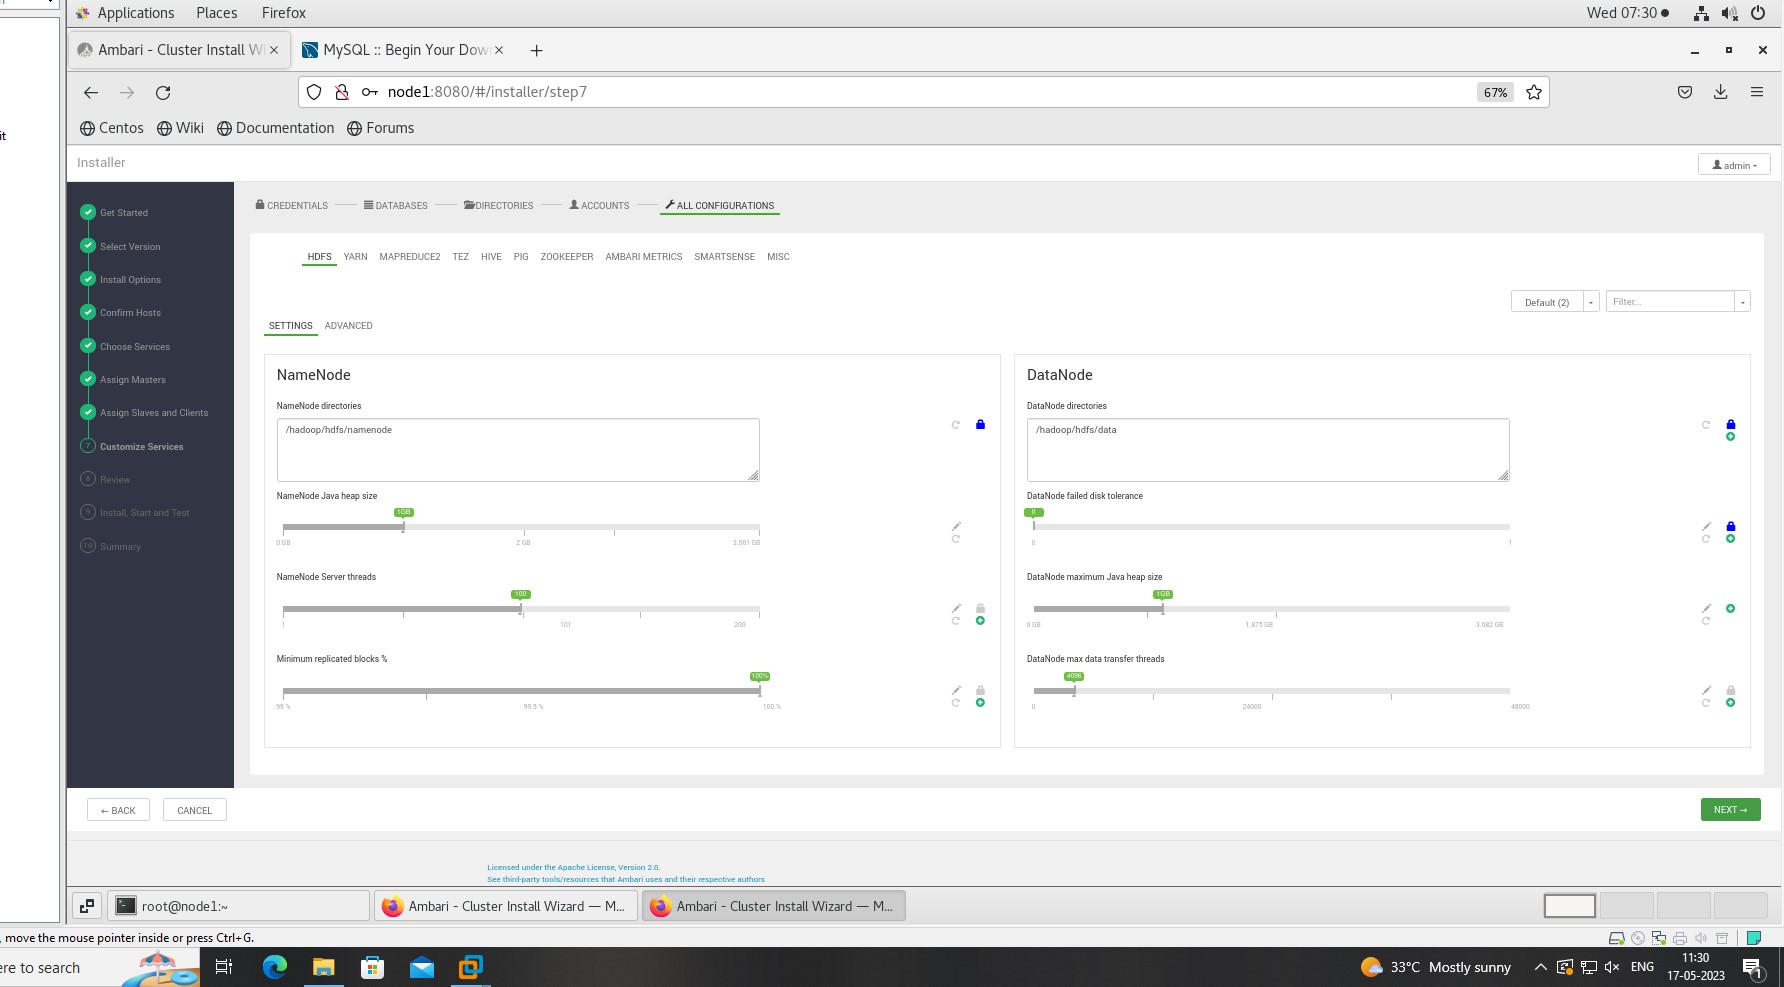 Applications Places Firefox Wed 07:30
Ambari - Cluster Install Wi MySQL :: Begin Your Dow
node1:8080/#/installer/step7 67%
Centos Wiki Documentation Forums
it
Installer admin
CREDENTIALS DATABASES DIRECTORIES ACCOUNTS ALL CONFIGURATIONS
Get Started
Select Version
Install Options
Confirm Hosts
Choose Services
Assign Masters
Assign Slaves and Clients
7 Customize Services
8 Review
9 Install, Start and Test
10 Summary
HDFS YARN MAPREDUCE2 TEZ HIVE PIG ZOOKEEPER AMBARI METRICS SMARTSENSE MISC
Default (2) Filter...
SETTINGS ADVANCED
NameNode
NameNode directories
/hadoop/hdfs/namenode
NameNode Java heap size
1GB
0 GB 2 GB 3.961 GB
NameNode Server threads
100
1 101 200
Minimum replicated blocks %
100%
99 % 99.5 % 100 %
DataNode
DataNode directories
/hadoop/hdfs/data
DataNode failed disk tolerance
0
0 1
DataNode maximum Java heap size
1GB
0 GB 1.875 GB 3.682 GB
DataNode max data transfer threads
4096
0 24000 48000
← BACK CANCEL NEXT →
Licensed under the Apache License, Version 2.0.
See third-party tools/resources that Ambari uses and their respective authors
root@node1:~ Ambari - Cluster Install Wizard — M... Ambari - Cluster Install Wizard — M...
, move the mouse pointer inside or press Ctrl+G.
ere to search 33°C Mostly sunny ENG 11:30
17-05-2023 1